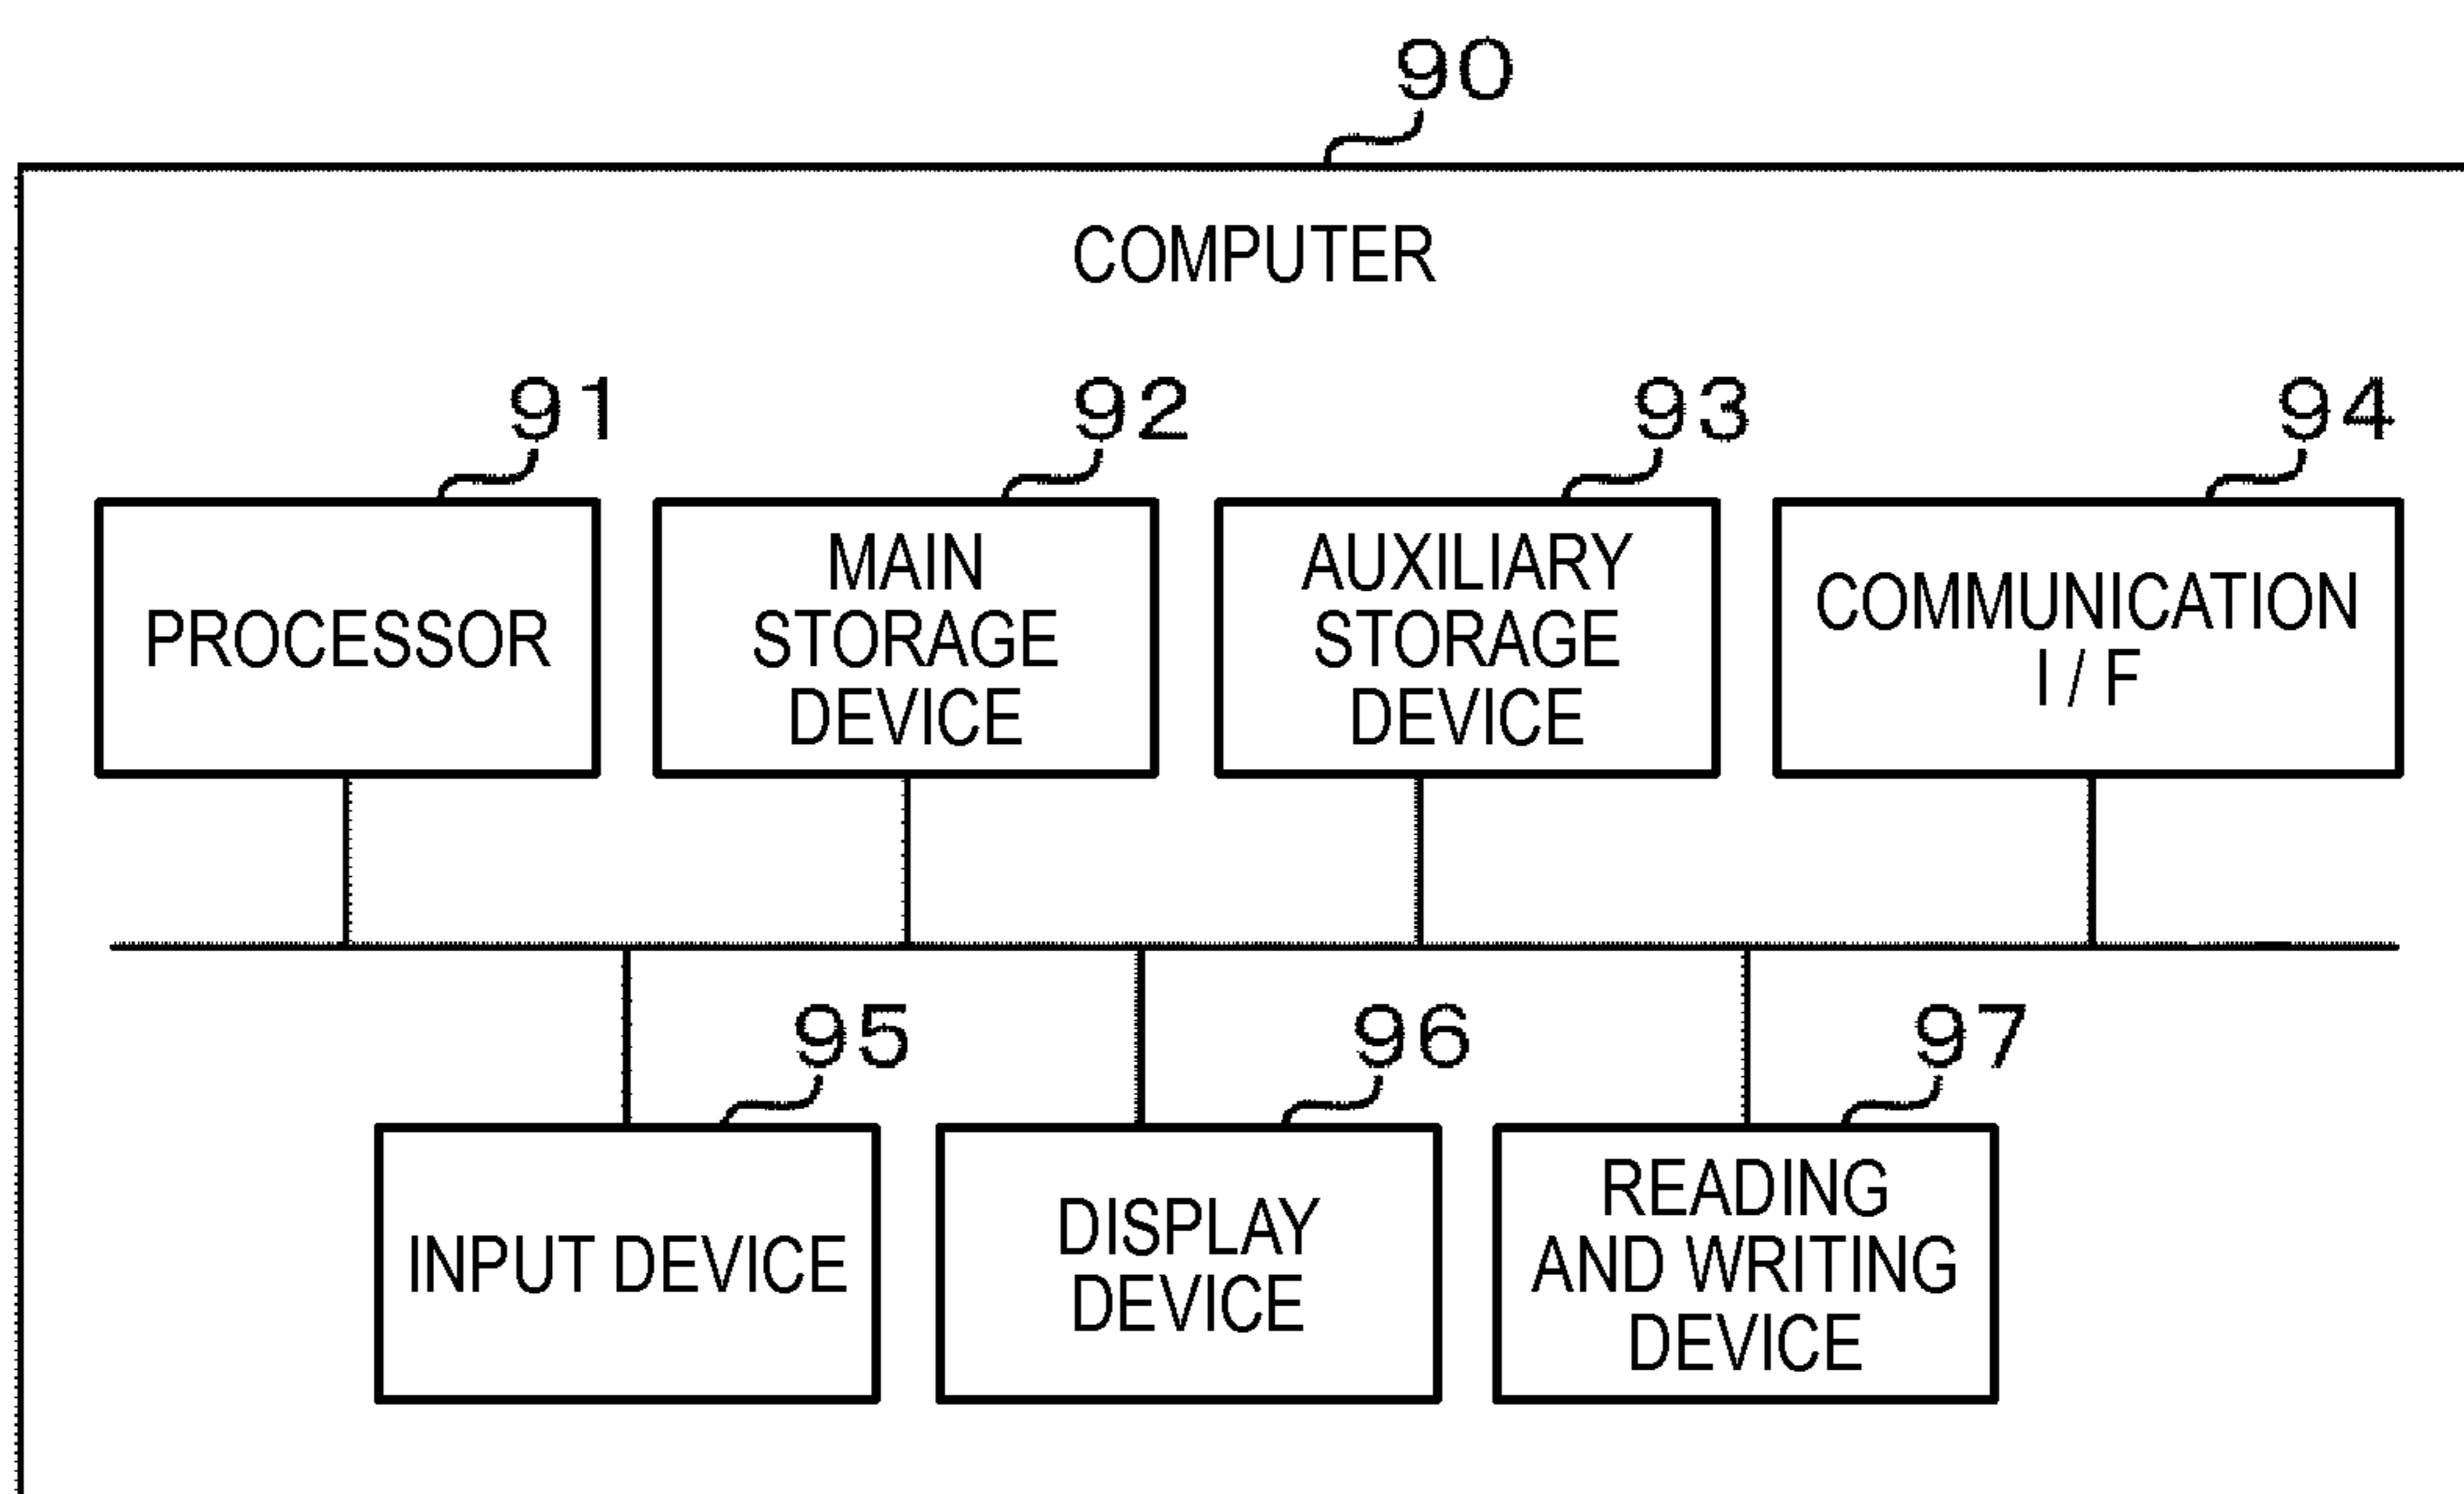 90
COMPUTER
91
92
93
94
PROCESSOR
MAIN
STORAGE
DEVICE
AUXILIARY
STORAGE
DEVICE
COMMUNICATION
I / F
95
96
97
INPUT DEVICE
DISPLAY
DEVICE
READING
AND WRITING
DEVICE